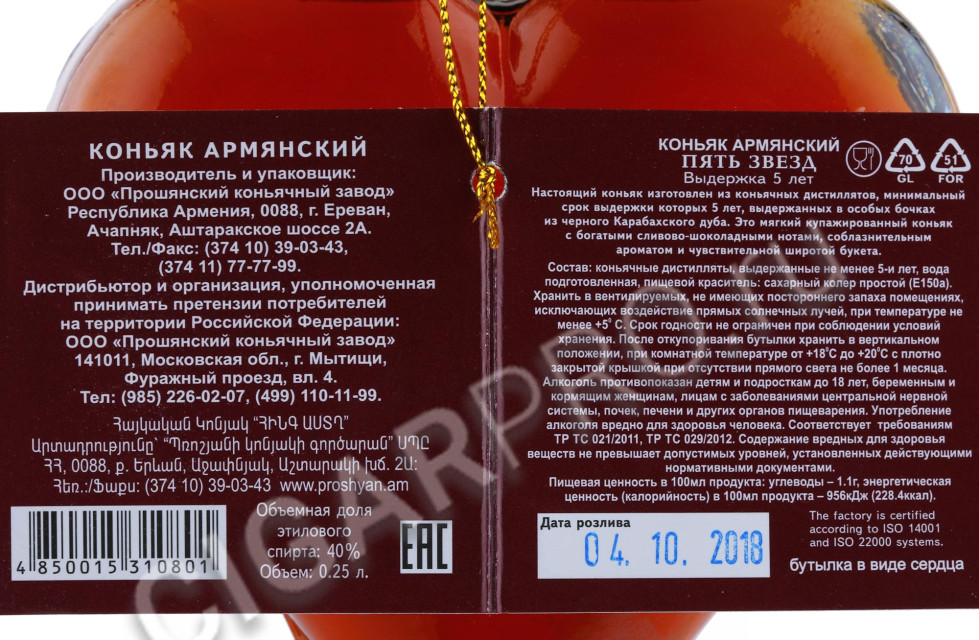 КОНЬЯК АРМЯНСКИЙ
Производитель и упаковщик:
ООО «Прошянский коньячный завод»
Республика Армения, 0088, г. Ереван,
Ачапняк, Аштаракское шоссе 2А.
Тел./Факс: (374 10) 39-03-43,
(374 11) 77-77-99.
Дистрибьютор и организация, уполномоченная
принимать претензии потребителей
на территории Российской Федерации:
ООО «Прошянский коньячный завод»
141011, Московская обл., г. Мытищи,
Фуражный проезд, вл. 4.
Тел: (985) 226-02-07, (499) 110-11-99.
Հայկական Կոնյակ “ՀԻՆԳ ԱՍՏՂ”
Արտադրությունը՝ “Պռոշյանի կոնյակի գործարան” ՍՊԸ
ՀՀ, 0088, ք. Երևան, Աջափնյակ, Աշտարակի խճ. 2Ա:
Հեռ.:/Ֆաքս: (374 10) 39-03-43 www.proshyan.am
Объемная доля
этилового
спирта: 40%
Объем: 0.25 л.
4 850015 310801
EAC
КОНЬЯК АРМЯНСКИЙ
ПЯТЬ ЗВЕЗД
Выдержка 5 лет
70
GL
51
FOR
Настоящий коньяк изготовлен из коньячных дистиллятов, минимальный
срок выдержки которых 5 лет, выдержанных в особых бочках
из черного Карабахского дуба. Это мягкий купажированный коньяк
с богатыми сливово-шоколадными нотами, соблазнительным
ароматом и чувствительной широтой букета.
Состав: коньячные дистилляты, выдержанные не менее 5-и лет, вода
подготовленная, пищевой краситель: сахарный колер простой (Е150а).
Хранить в вентилируемых, не имеющих постороннего запаха помещениях,
исключающих воздействие прямых солнечных лучей, при температуре не
менее +5⁰ С. Срок годности не ограничен при соблюдении условий
хранения. После откупоривания бутылки хранить в вертикальном
положении, при комнатной температуре от +18⁰С до +20⁰С с плотно
закрытой крышкой при отсутствии прямого света не более 1 месяца.
Алкоголь противопоказан детям и подросткам до 18 лет, беременным и
кормящим женщинам, лицам с заболеваниями центральной нервной
системы, почек, печени и других органов пищеварения. Употребление
алкоголя вредно для здоровья человека. Соответствует требованиям
ТР ТС 021/2011, ТР ТС 029/2012. Содержание вредных для здоровья
веществ не превышает допустимых уровней, установленных действующими
нормативными документами.
Пищевая ценность в 100мл продукта: углеводы – 1.1г, энергетическая
ценность (калорийность) в 100мл продукта – 956кДж (228.4ккал).
The factory is certified
according to ISO 14001
and ISO 22000 systems.
Дата розлива
04. 10. 2018
бутылка в виде сердца
CIGARPRO.RU